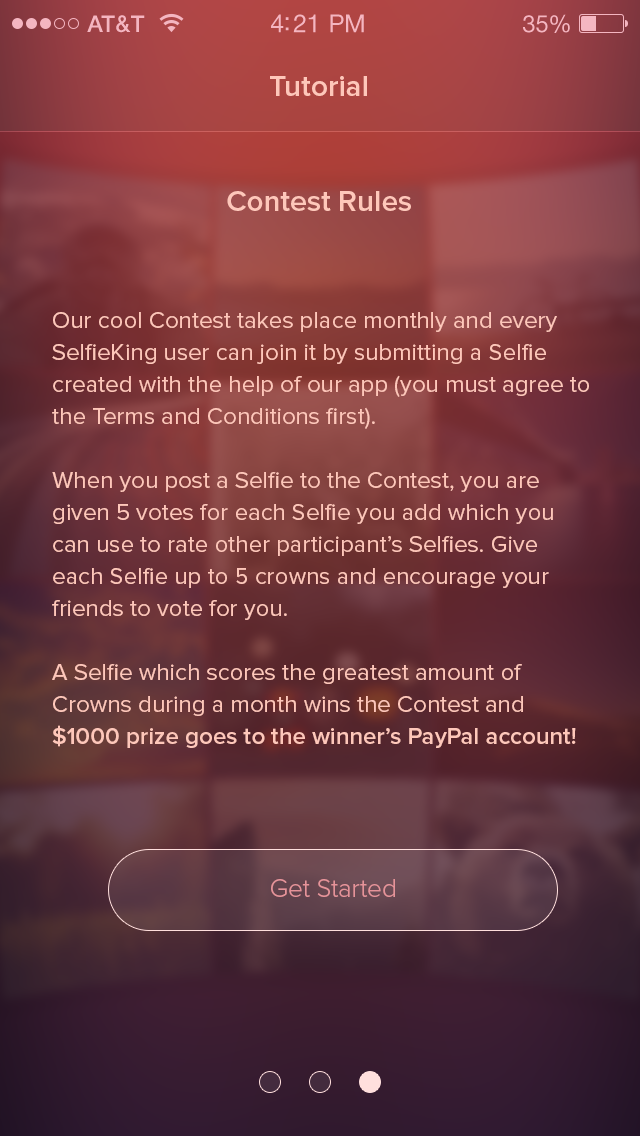 AT&T 4:21 PM 35%
Tutorial
Contest Rules
Our cool Contest takes place monthly and every
SelfieKing user can join it by submitting a Selfie
created with the help of our app (you must agree to
the Terms and Conditions first).
When you post a Selfie to the Contest, you are
given 5 votes for each Selfie you add which you
can use to rate other participant’s Selfies. Give
each Selfie up to 5 crowns and encourage your
friends to vote for you.
A Selfie which scores the greatest amount of
Crowns during a month wins the Contest and
$1000 prize goes to the winner’s PayPal account!
Get Started